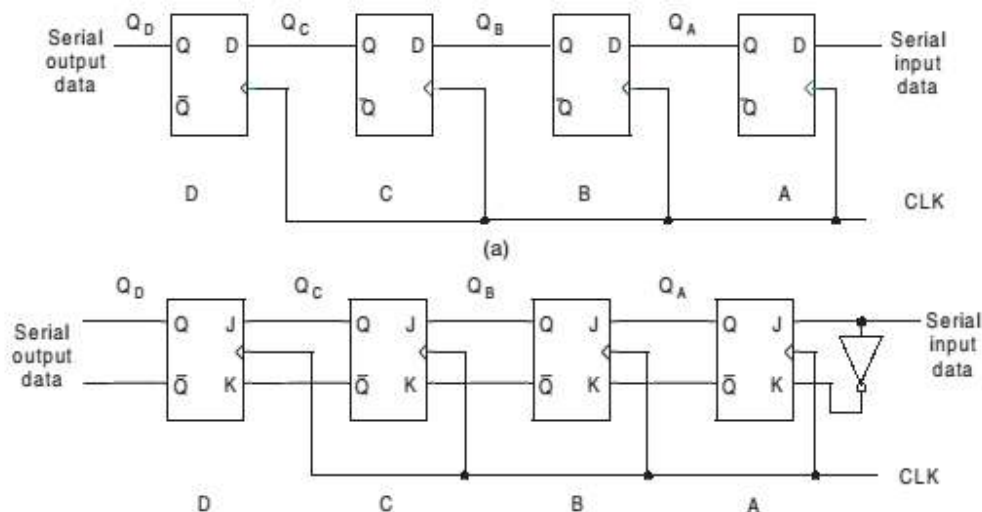 Q_D Q_C Q_B Q_A
Serial output data Q D Q D Q D Q D Serial input data
Q̅ Q̅ Q̅ Q̅
D C B A CLK
(a)
Q_D Q_C Q_B Q_A
Serial output data Q J Q J Q J Q J Serial input data
Q̅ K Q̅ K Q̅ K Q̅ K
CLK
D C B A